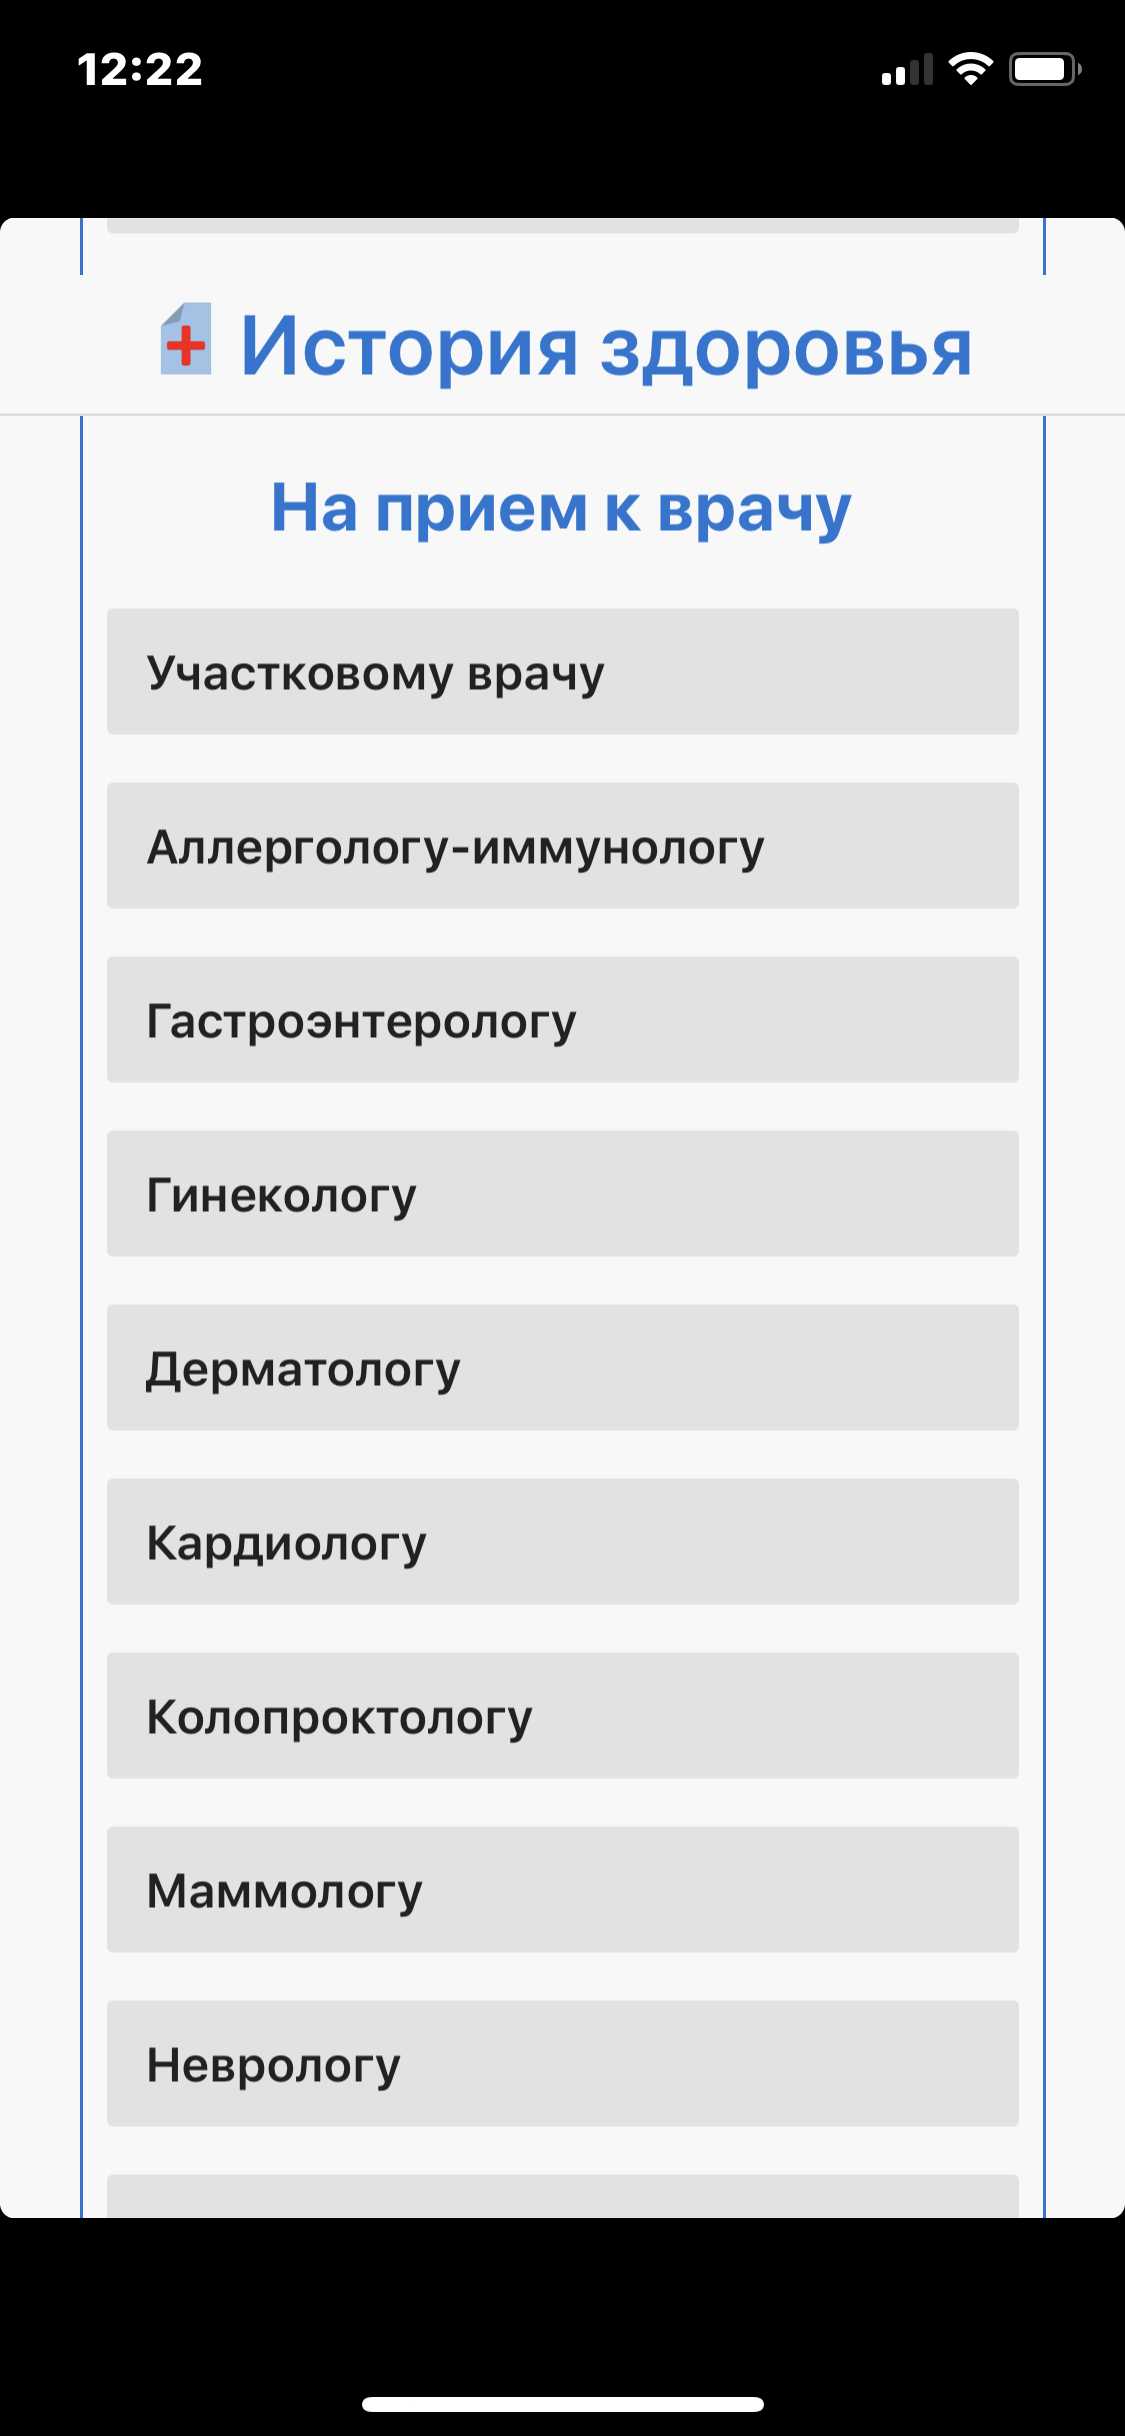 12:22
История здоровья
На прием к врачу
Участковому врачу
Аллергологу-иммунологу
Гастроэнтерологу
Гинекологу
Дерматологу
Кардиологу
Колопроктологу
Маммологу
Неврологу